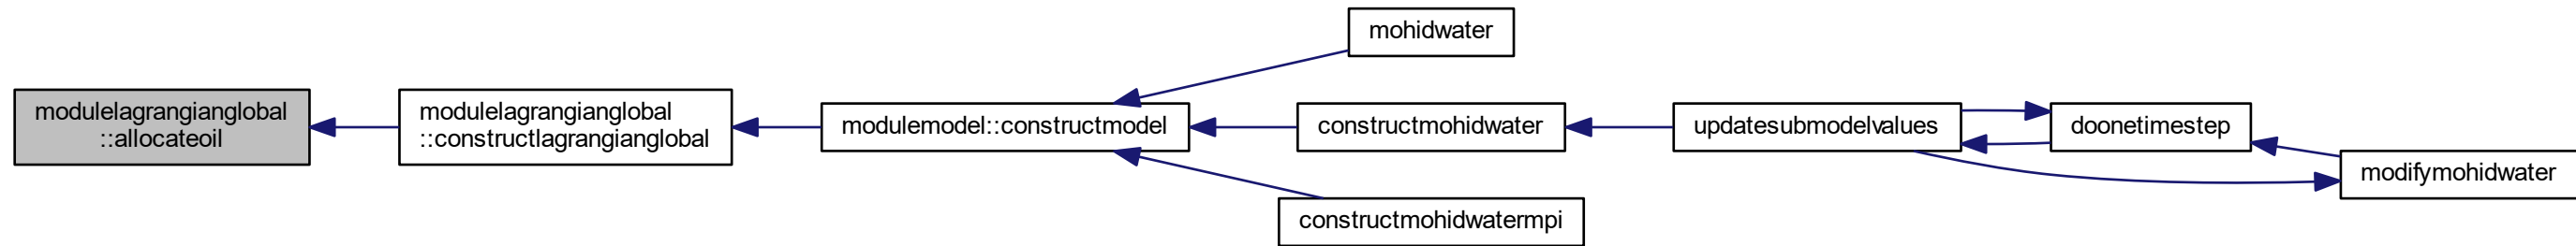 modulelagrangianglobal
::allocateoil
modulelagrangianglobal
::constructlagrangianglobal
modulemodel::constructmodel
mohidwater
constructmohidwater
constructmohidwatermpi
updatesubmodelvalues
doonetimestep
modifymohidwater